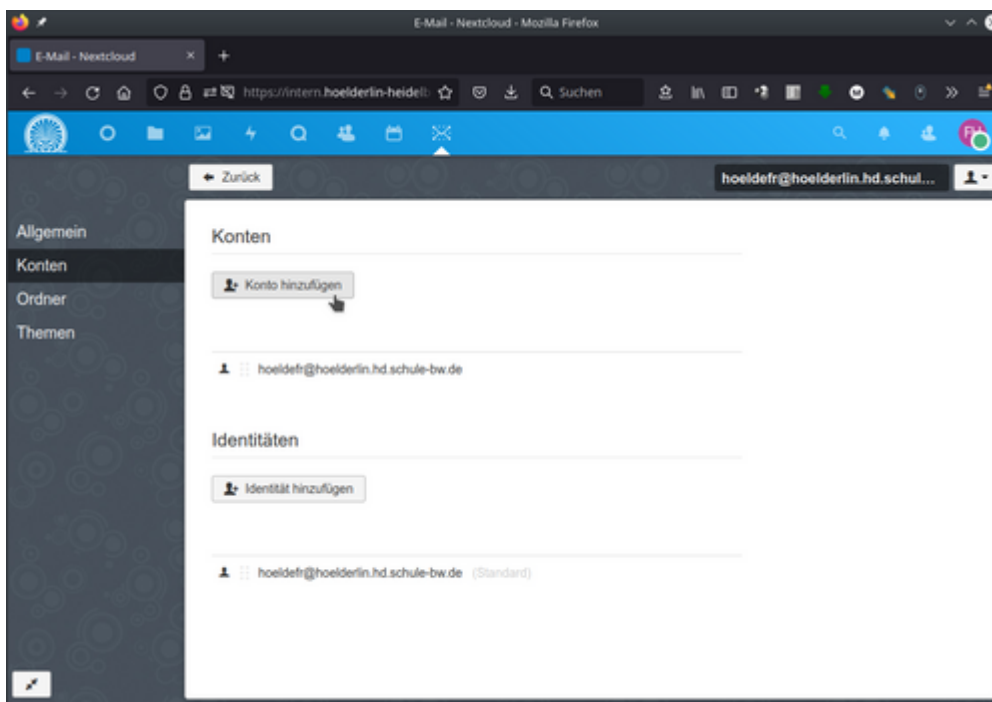 E-Mail - Nextcloud - Mozilla Firefox
E-Mail - Nextcloud
https://intern.hoelderlin-heidelb
Suchen
Zurück
hoeldefr@hoelderlin.hd.schul...
Allgemein
Konten
Ordner
Themen
Konten
Konto hinzufügen
hoeldefr@hoelderlin.hd.schule-bw.de
Identitäten
Identität hinzufügen
hoeldefr@hoelderlin.hd.schule-bw.de (Standard)